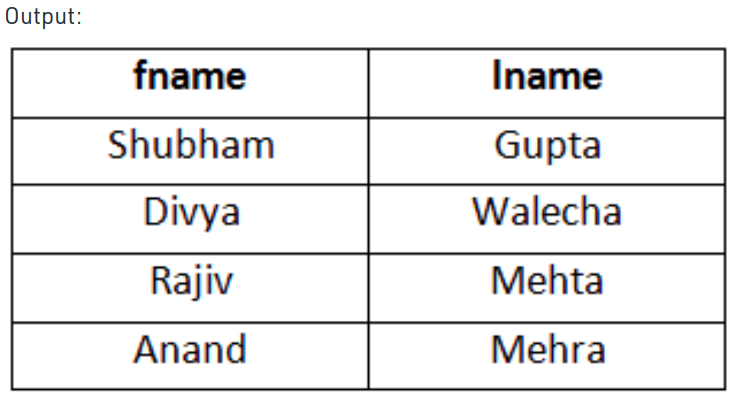 Output:
fname lname
Shubham Gupta
Divya Walecha
Rajiv Mehta
Anand Mehra